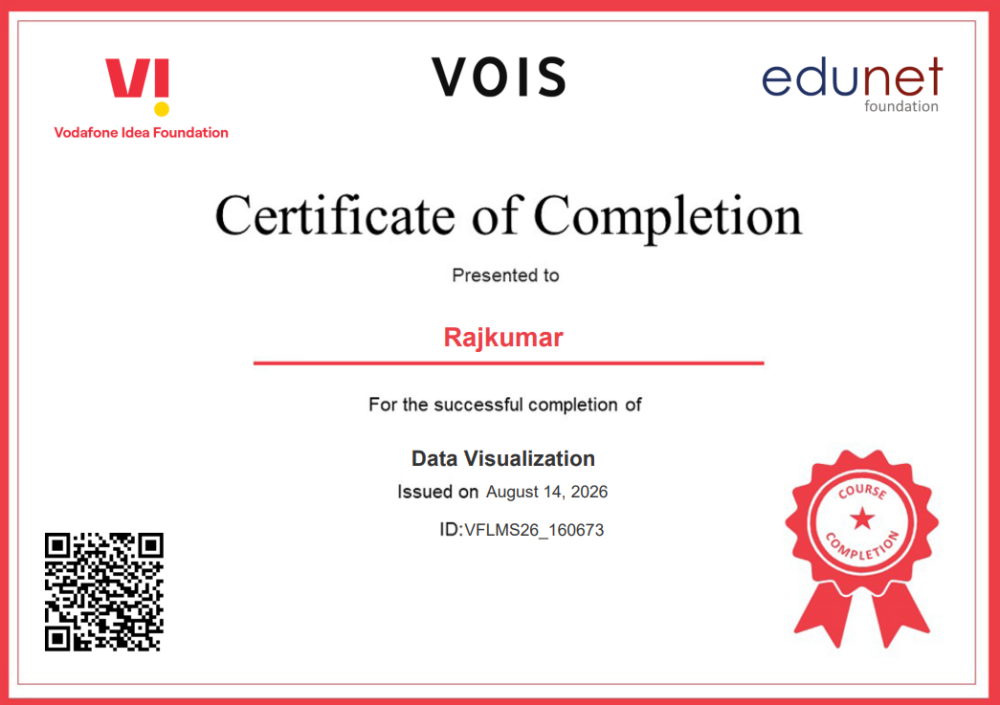 VI
Vodafone Idea Foundation
VOIS
edunet
foundation
Certificate of Completion
Presented to
Rajkumar
For the successful completion of
Data Visualization
Issued on August 14, 2026
ID:VFLMS26_160673
COURSE
COMPLETION